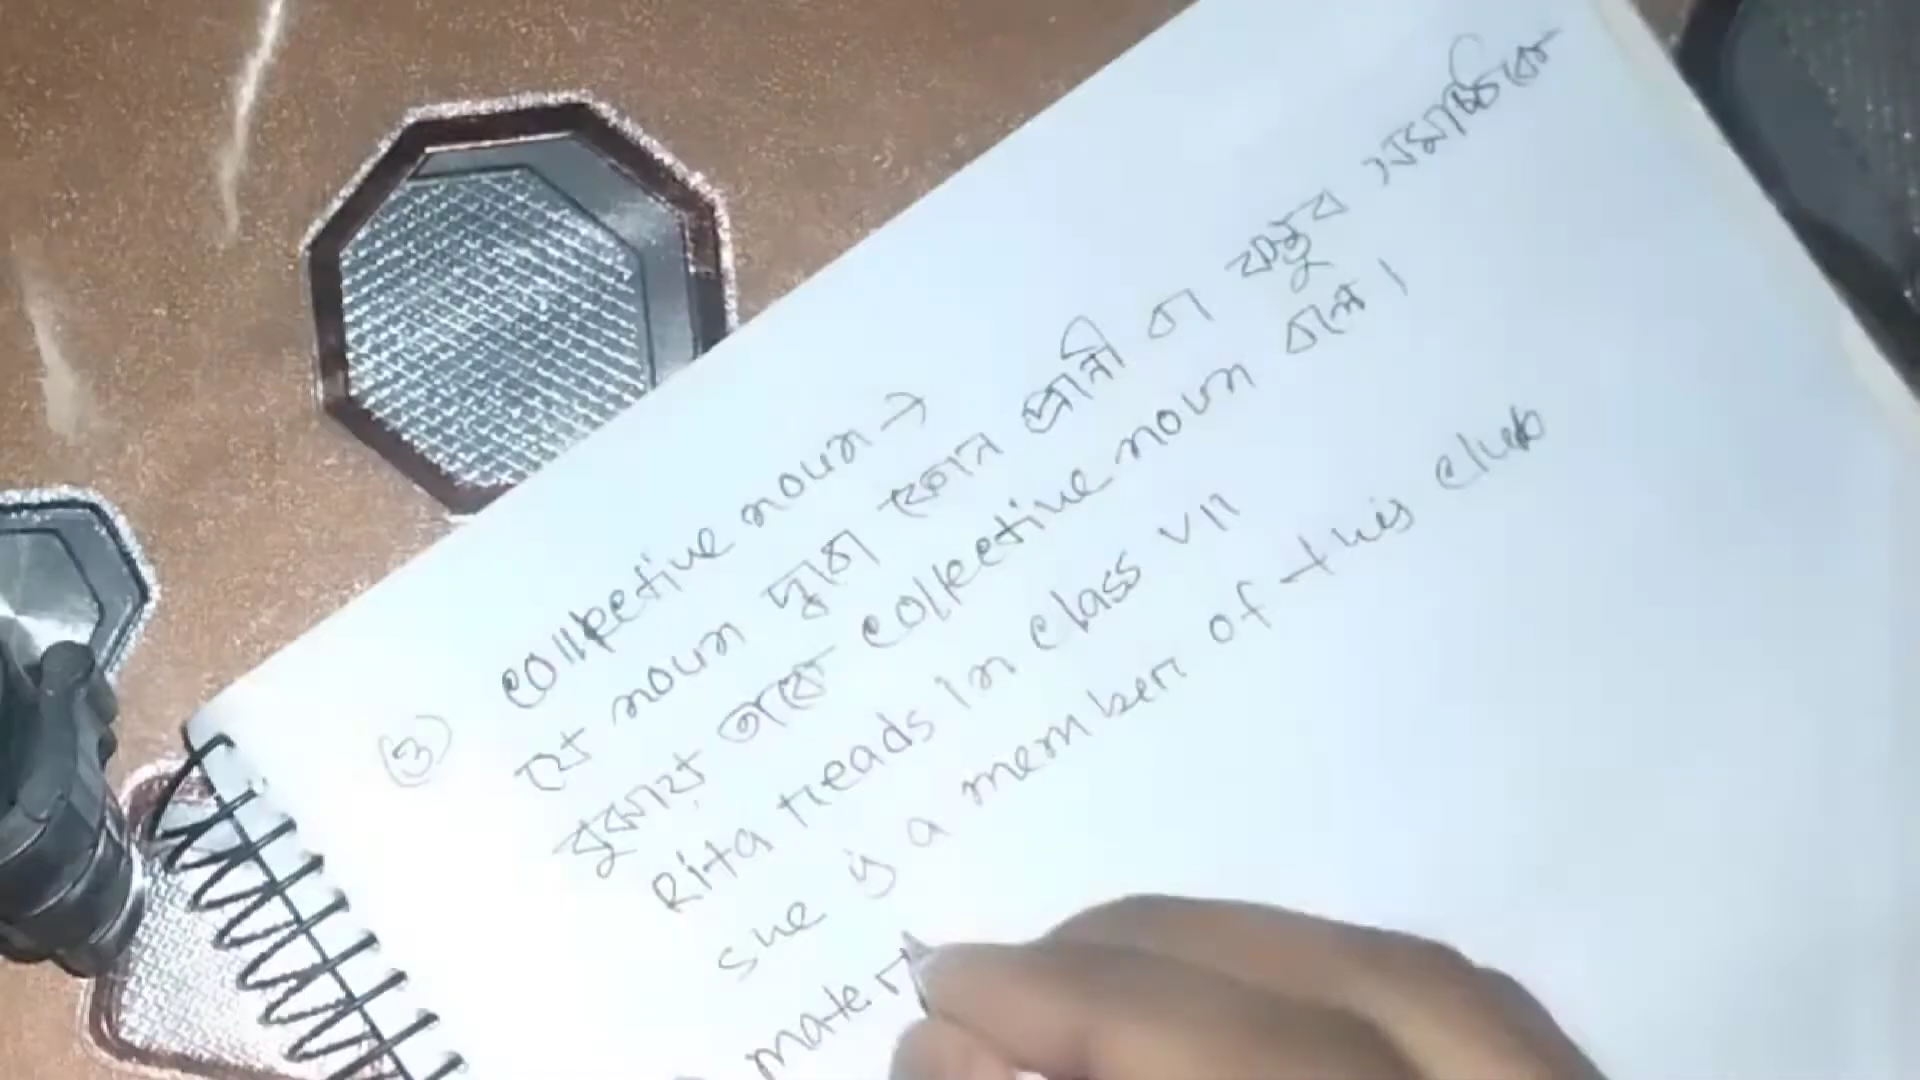 ③ collective noun →
যে noun দ্বারা কোন প্রানী বা বস্তুর সমষ্টিকে
বুঝায় তাকে collective noun বলে।
Rita reads in class VII
She is a member of this club
mater